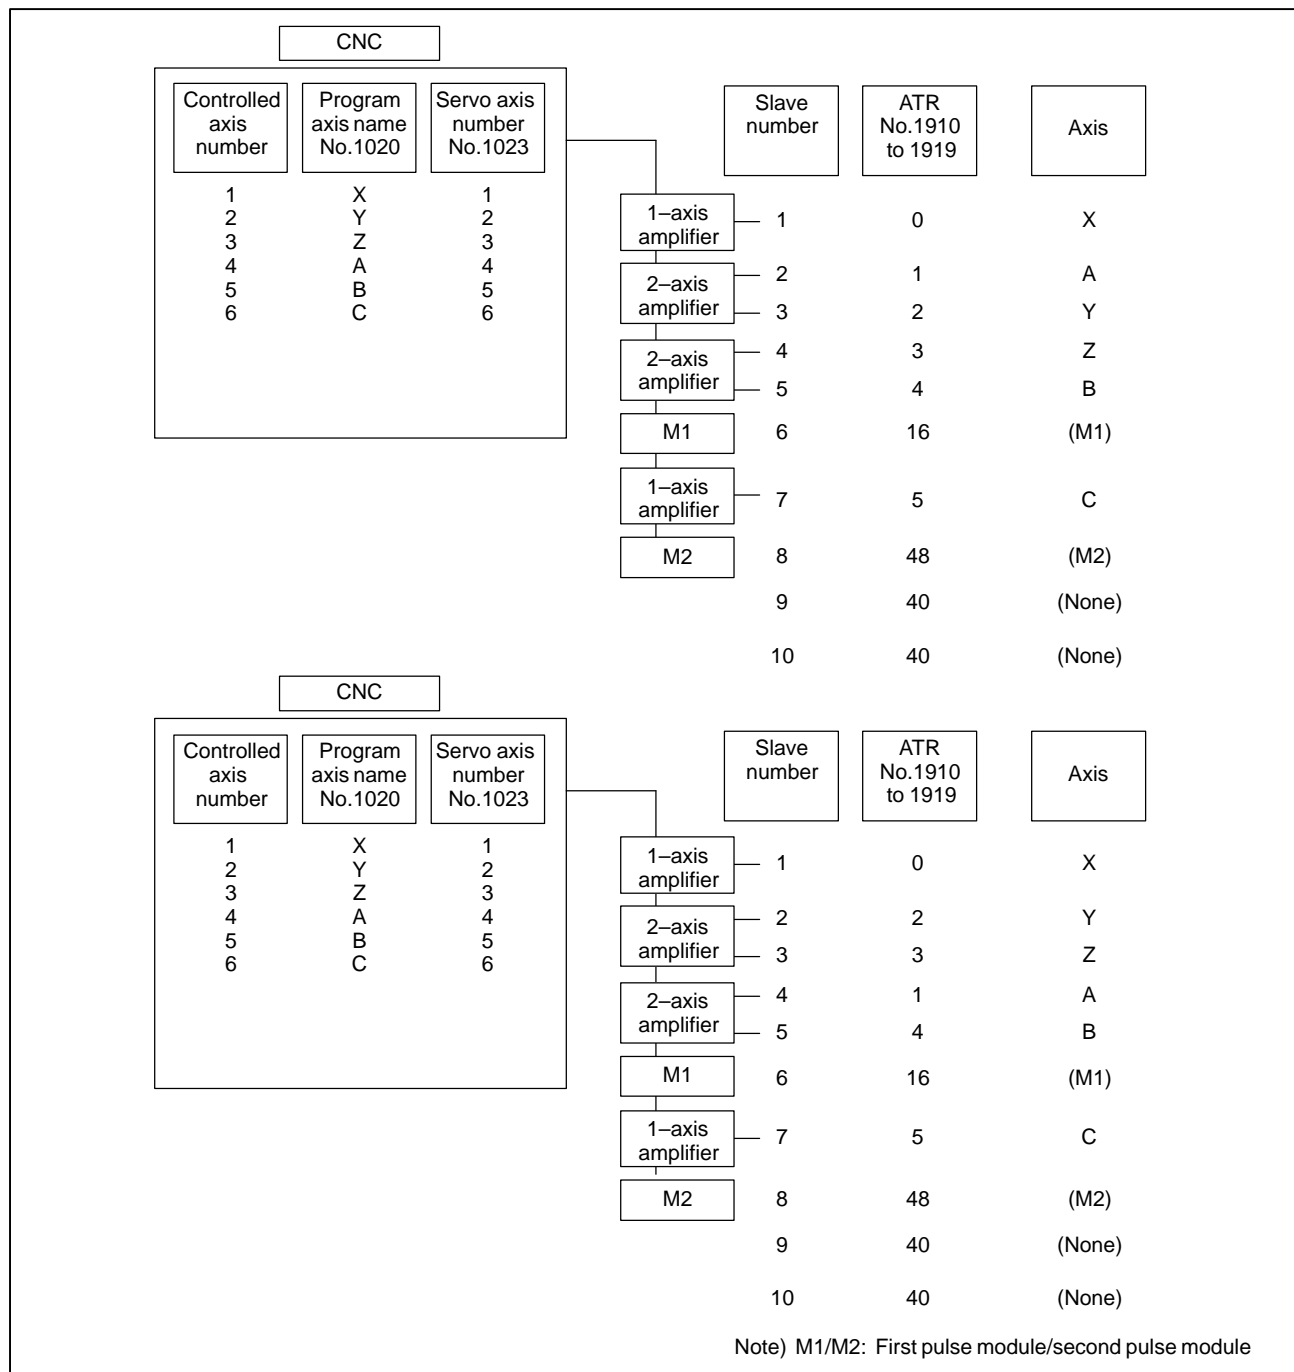 CNC
Controlled
axis
number
Program
axis name
No.1020
Servo axis
number
No.1023
1 X 1
2 Y 2
3 Z 3
4 A 4
5 B 5
6 C 6
Slave
number
ATR
No.1910
to 1919
Axis
1–axis
amplifier
1 0 X
2–axis
amplifier
2 1 A
3 2 Y
2–axis
amplifier
4 3 Z
5 4 B
M1 6 16 (M1)
1–axis
amplifier
7 5 C
M2 8 48 (M2)
9 40 (None)
10 40 (None)
CNC
Controlled
axis
number
Program
axis name
No.1020
Servo axis
number
No.1023
1 X 1
2 Y 2
3 Z 3
4 A 4
5 B 5
6 C 6
Slave
number
ATR
No.1910
to 1919
Axis
1–axis
amplifier
1 0 X
2–axis
amplifier
2 2 Y
3 3 Z
2–axis
amplifier
4 1 A
5 4 B
M1 6 16 (M1)
1–axis
amplifier
7 5 C
M2 8 48 (M2)
9 40 (None)
10 40 (None)
Note) M1/M2: First pulse module/second pulse module